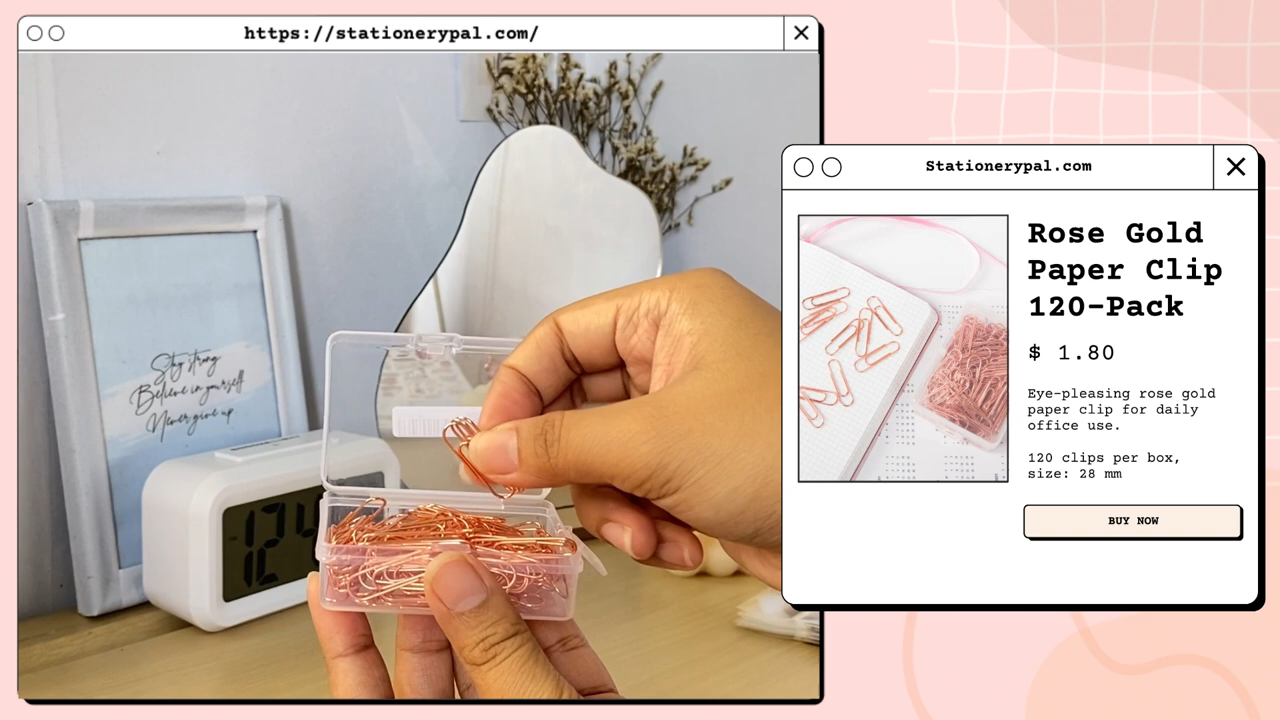 https://stationerypal.com/
Stay strong
Believe in yourself
Never give up
Stationerypal.com
Rose Gold
Paper Clip
120-Pack
$ 1.80
Eye-pleasing rose gold
paper clip for daily
office use.
120 clips per box,
size: 28 mm
BUY NOW